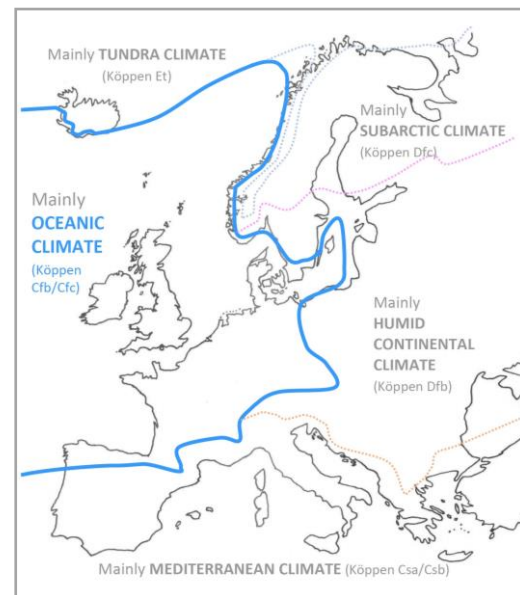 Mainly TUNDRA CLIMATE
(Köppen Et)
Mainly
SUBARCTIC CLIMATE
(Köppen Dfc)
Mainly
OCEANIC
CLIMATE
(Köppen
Cfb/Cfc)
Mainly
HUMID
CONTINENTAL
CLIMATE
(Köppen Dfb)
Mainly MEDITERRANEAN CLIMATE (Köppen Csa/Csb)